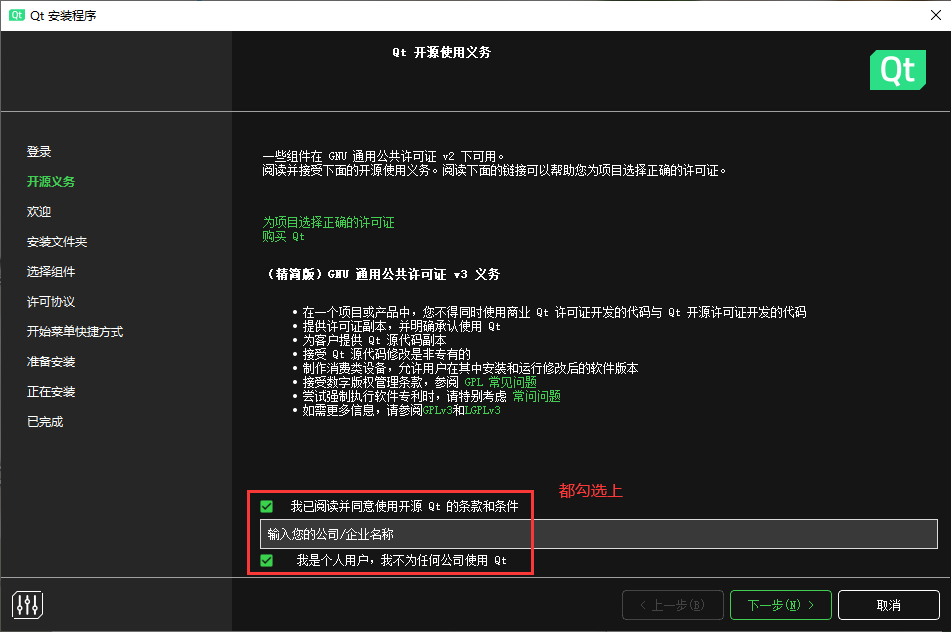 Qt Qt 安装程序
Qt 开源使用义务
Qt
登录
开源义务
欢迎
安装文件夹
选择组件
许可协议
开始菜单快捷方式
准备安装
正在安装
已完成
一些组件在 GNU 通用公共许可证 v2 下可用。
阅读并接受下面的开源使用义务。阅读下面的链接可以帮助您为项目选择正确的许可证。
为项目选择正确的许可证
购买 Qt
（精简版）GNU 通用公共许可证 v3 义务
• 在一个项目或产品中，您不得同时使用商业 Qt 许可证开发的代码与 Qt 开源许可证开发的代码
• 提供许可证副本，并明确承认使用 Qt
• 为客户提供 Qt 源代码副本
• 接受 Qt 源代码修改是非专有的
• 制作消费类设备，允许用户在其中安装和运行修改后的软件版本
• 接受数字版权管理条款，参阅 GPL 常见问题
• 尝试强制执行软件专利时，请特别考虑 常问问题
• 如需更多信息，请参阅GPLv3和LGPLv3
都勾选上
我已阅读并同意使用开源 Qt 的条款和条件
输入您的公司/企业名称
我是个人用户，我不为任何公司使用 Qt
< 上一步(B)
下一步(N) >
取消